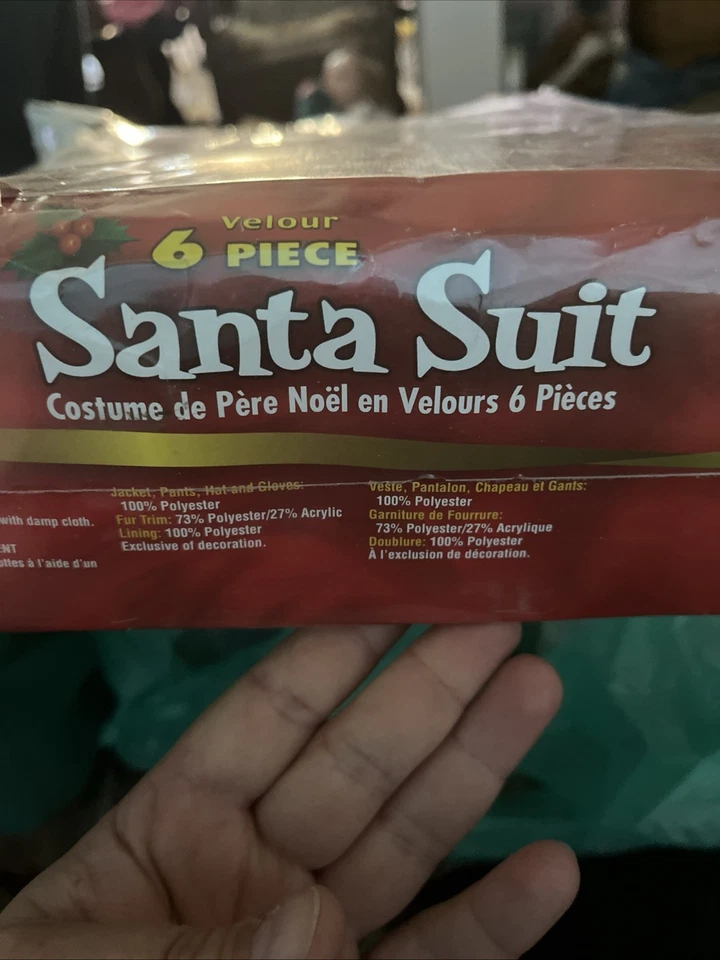 Velour
6 PIECE
Santa Suit
Costume de Père Noël en Velours 6 Pièces
with damp cloth.
à l'aide d'un
Jacket, Pants, Hat and Gloves:
100% Polyester
Fur Trim: 73% Polyester/27% Acrylic
Lining: 100% Polyester
Exclusive of decoration.
Veste, Pantalon, Chapeau et Gants:
100% Polyester
Garniture de Fourrure:
73% Polyester/27% Acrylique
Doublure: 100% Polyester
À l'exclusion de décoration.